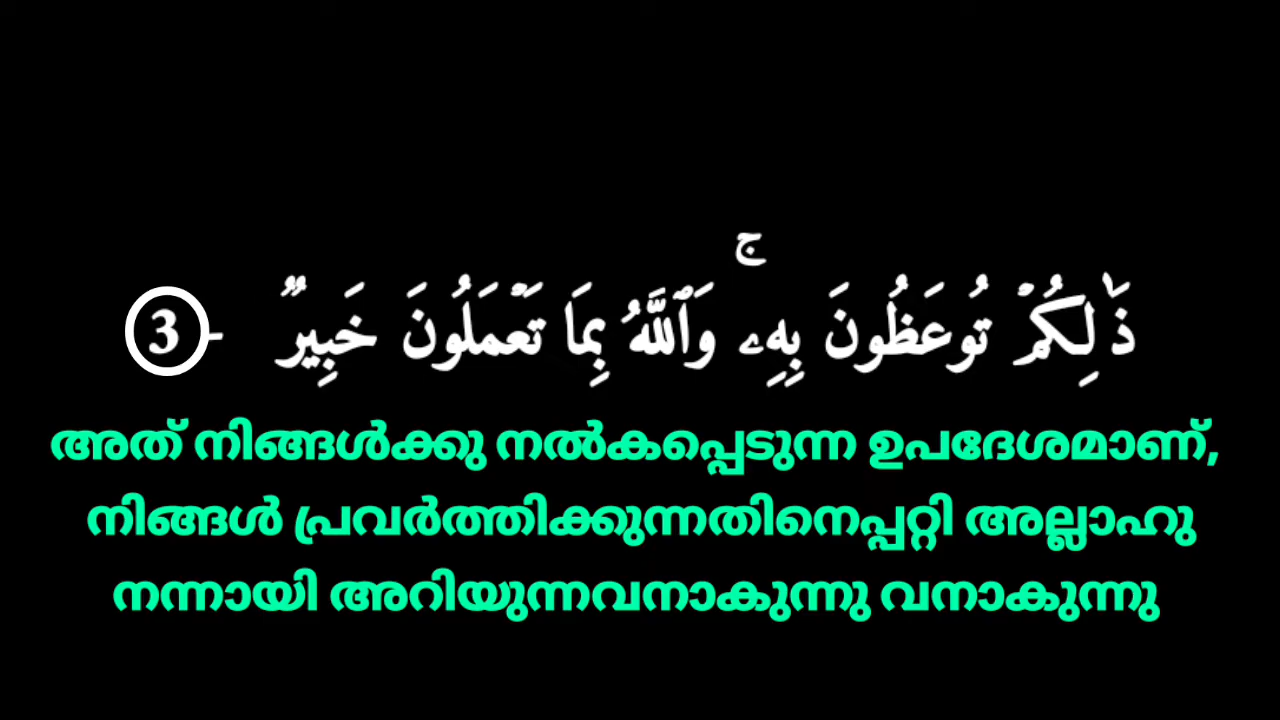 ذَٰلِكُمْ تُوعَظُونَ بِهِۦ ۚ وَٱللَّهُ بِمَا تَعْمَلُونَ خَبِيرٌ - 3
അത് നിങ്ങൾക്കു നൽകപ്പെടുന്ന ഉപദേശമാണ്,
നിങ്ങൾ പ്രവർത്തിക്കുന്നതിനെപ്പറ്റി അല്ലാഹു
നന്നായി അറിയുന്നവനാകുന്നു വനാകുന്നു